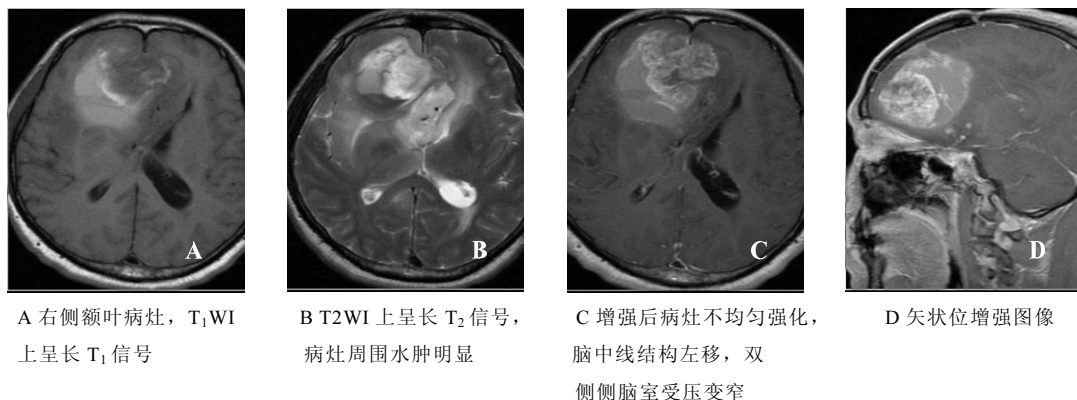 A
B
C
D
A 右侧额叶病灶，T₁WI
上呈长 T₁ 信号
B T2WI 上呈长 T₂ 信号，
病灶周围水肿明显
C 增强后病灶不均匀强化，
脑中线结构左移，双
侧侧脑室受压变窄
D 矢状位增强图像